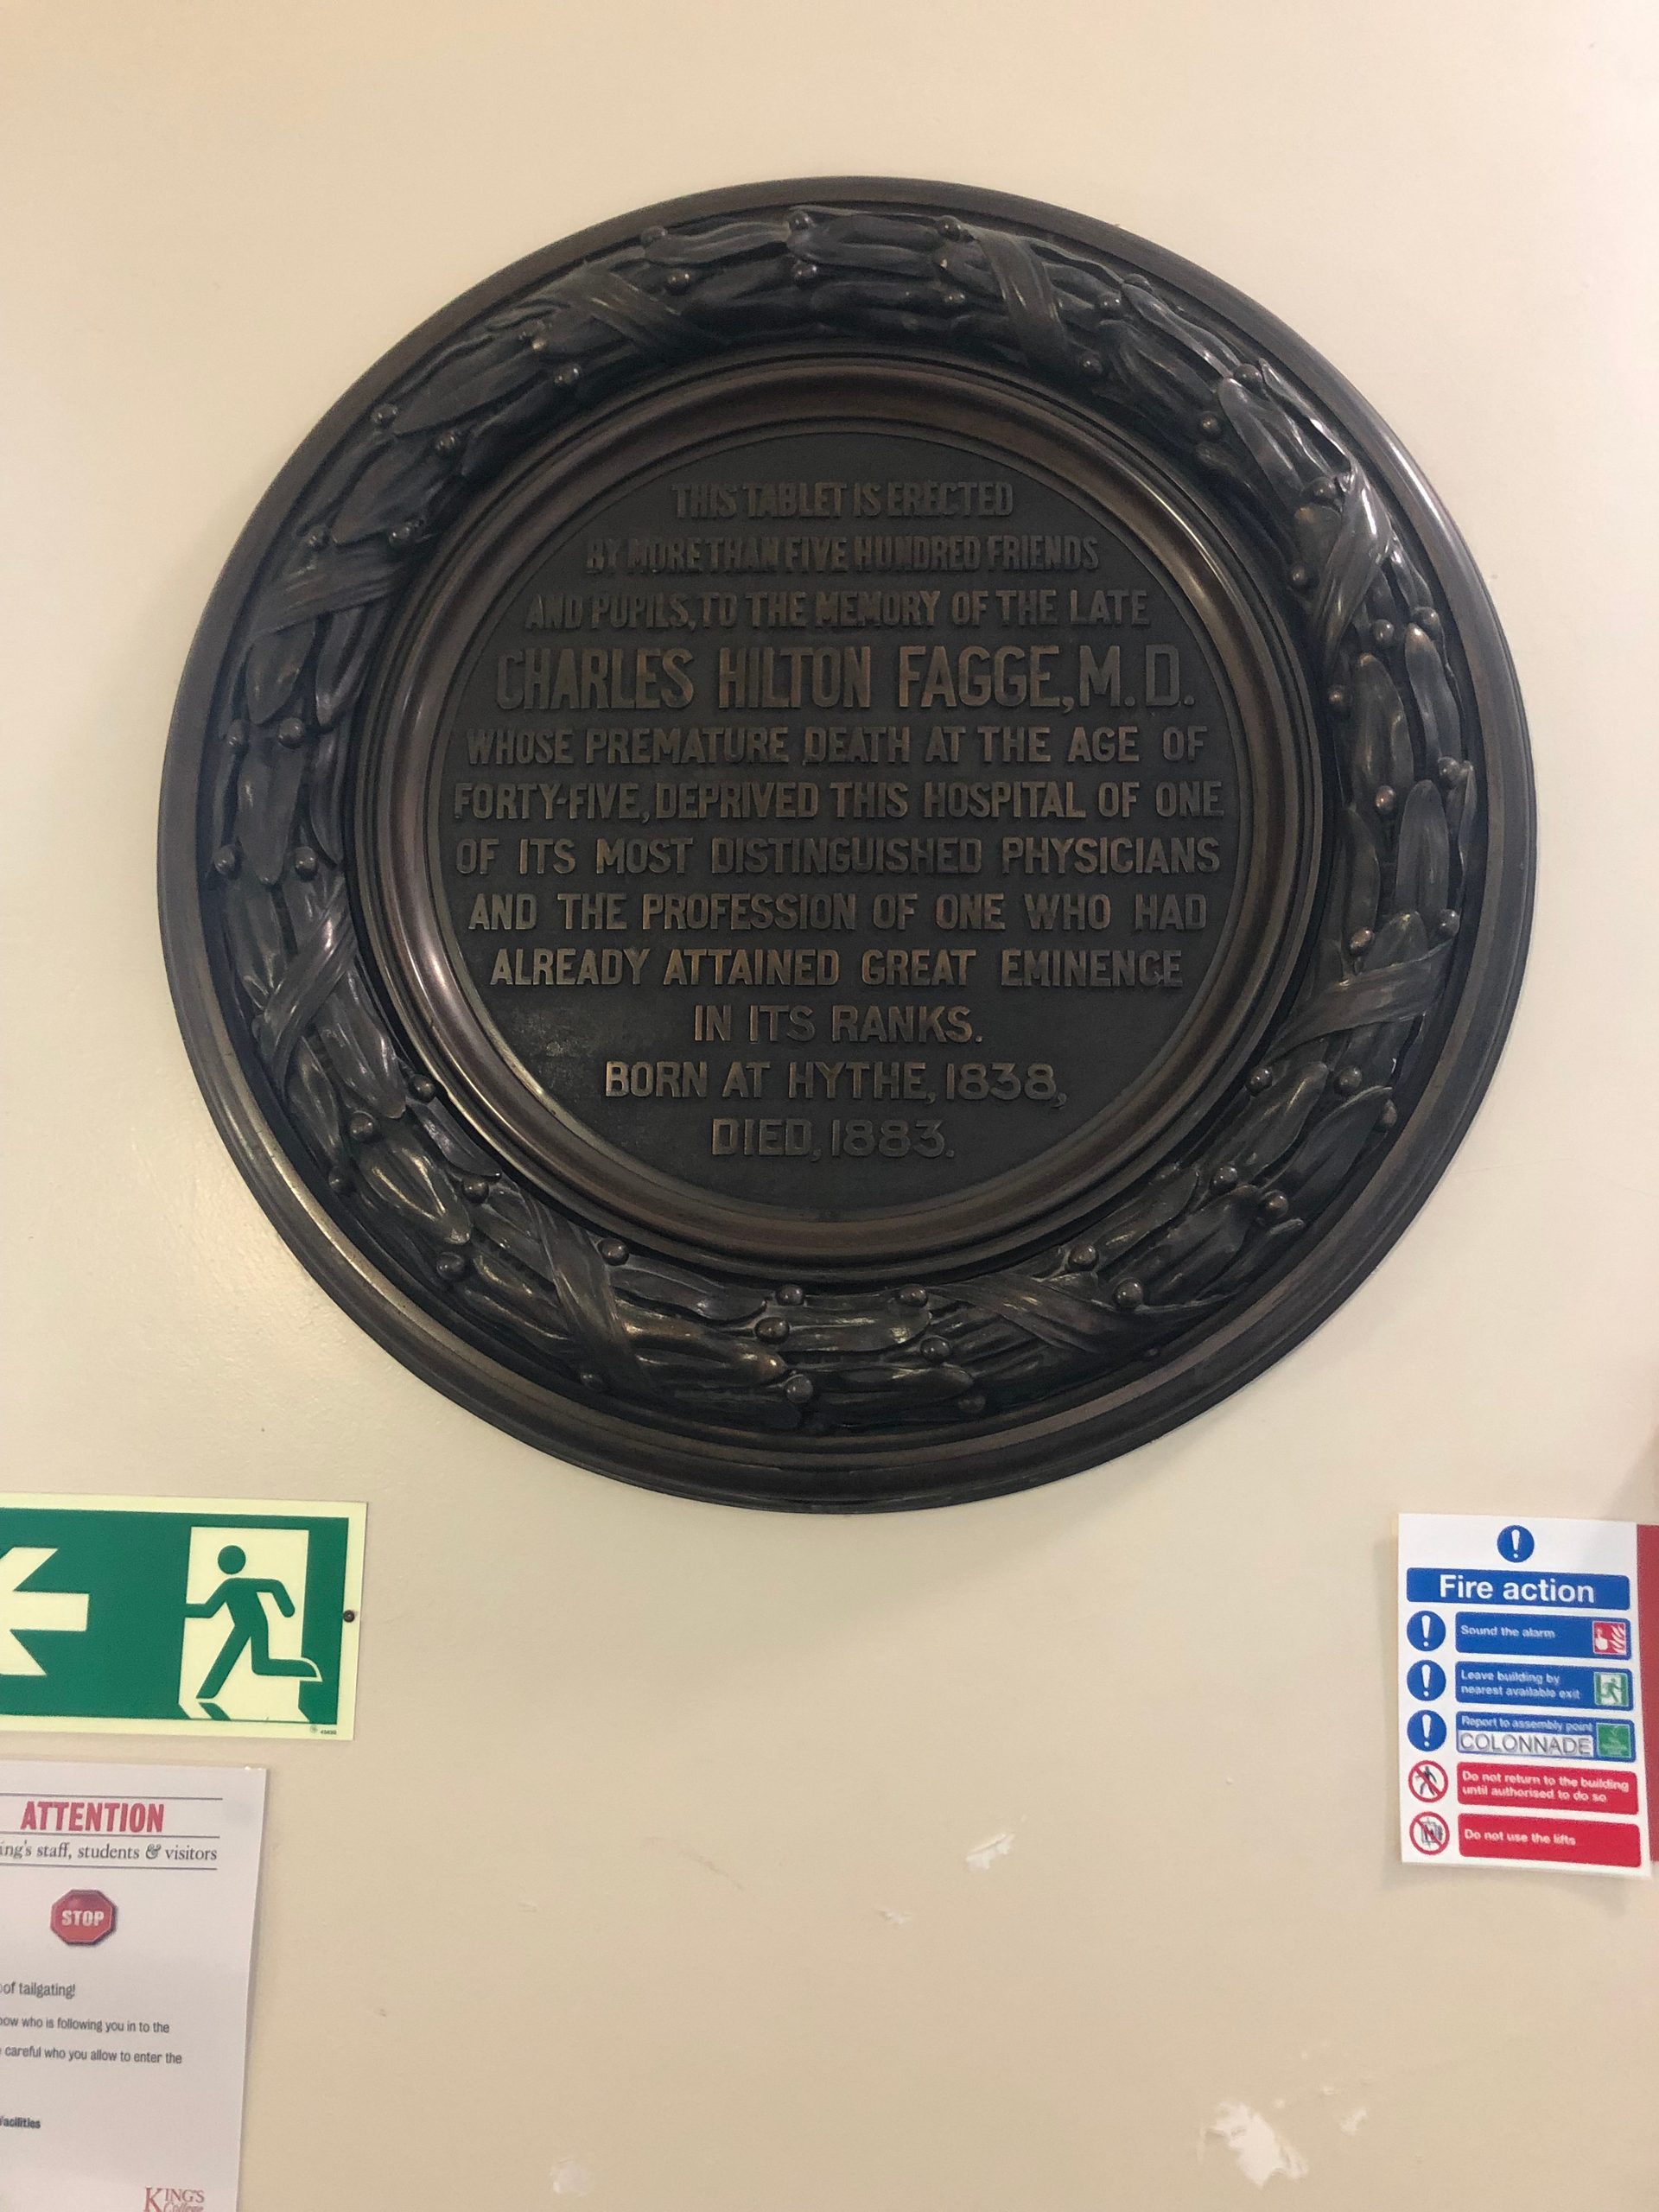 THIS TABLET IS ERECTED
BY MORE THAN FIVE HUNDRED FRIENDS
AND PUPILS, TO THE MEMORY OF THE LATE
CHARLES HILTON FAGGE, M.D.
WHOSE PREMATURE DEATH AT THE AGE OF
FORTY-FIVE, DEPRIVED THIS HOSPITAL OF ONE
OF ITS MOST DISTINGUISHED PHYSICIANS
AND THE PROFESSION OF ONE WHO HAD
ALREADY ATTAINED GREAT EMINENCE
IN ITS RANKS.
BORN AT HYTHE, 1838,
DIED, 1883.
ATTENTION
ing's staff, students & visitors
STOP
of tailgating!
ow who is following you in to the
careful who you allow to enter the
facilities
KING'S
College
Fire action
Sound the alarm
Leave building by
nearest available exit
Report to assembly point
COLONNADE
Do not return to the building
until authorised to do so
Do not use the lifts